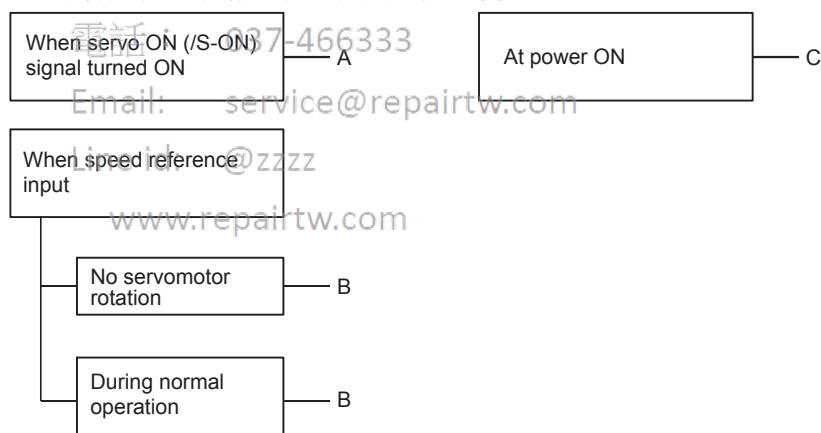 When servo ON (/S-ON)
signal turned ON
A
At power ON
C
電話: 037-466333
Email: service@repairtw.com
When speed reference
input
Line id: @zzzz
www.repairtw.com
No servomotor
rotation
B
During normal
operation
B